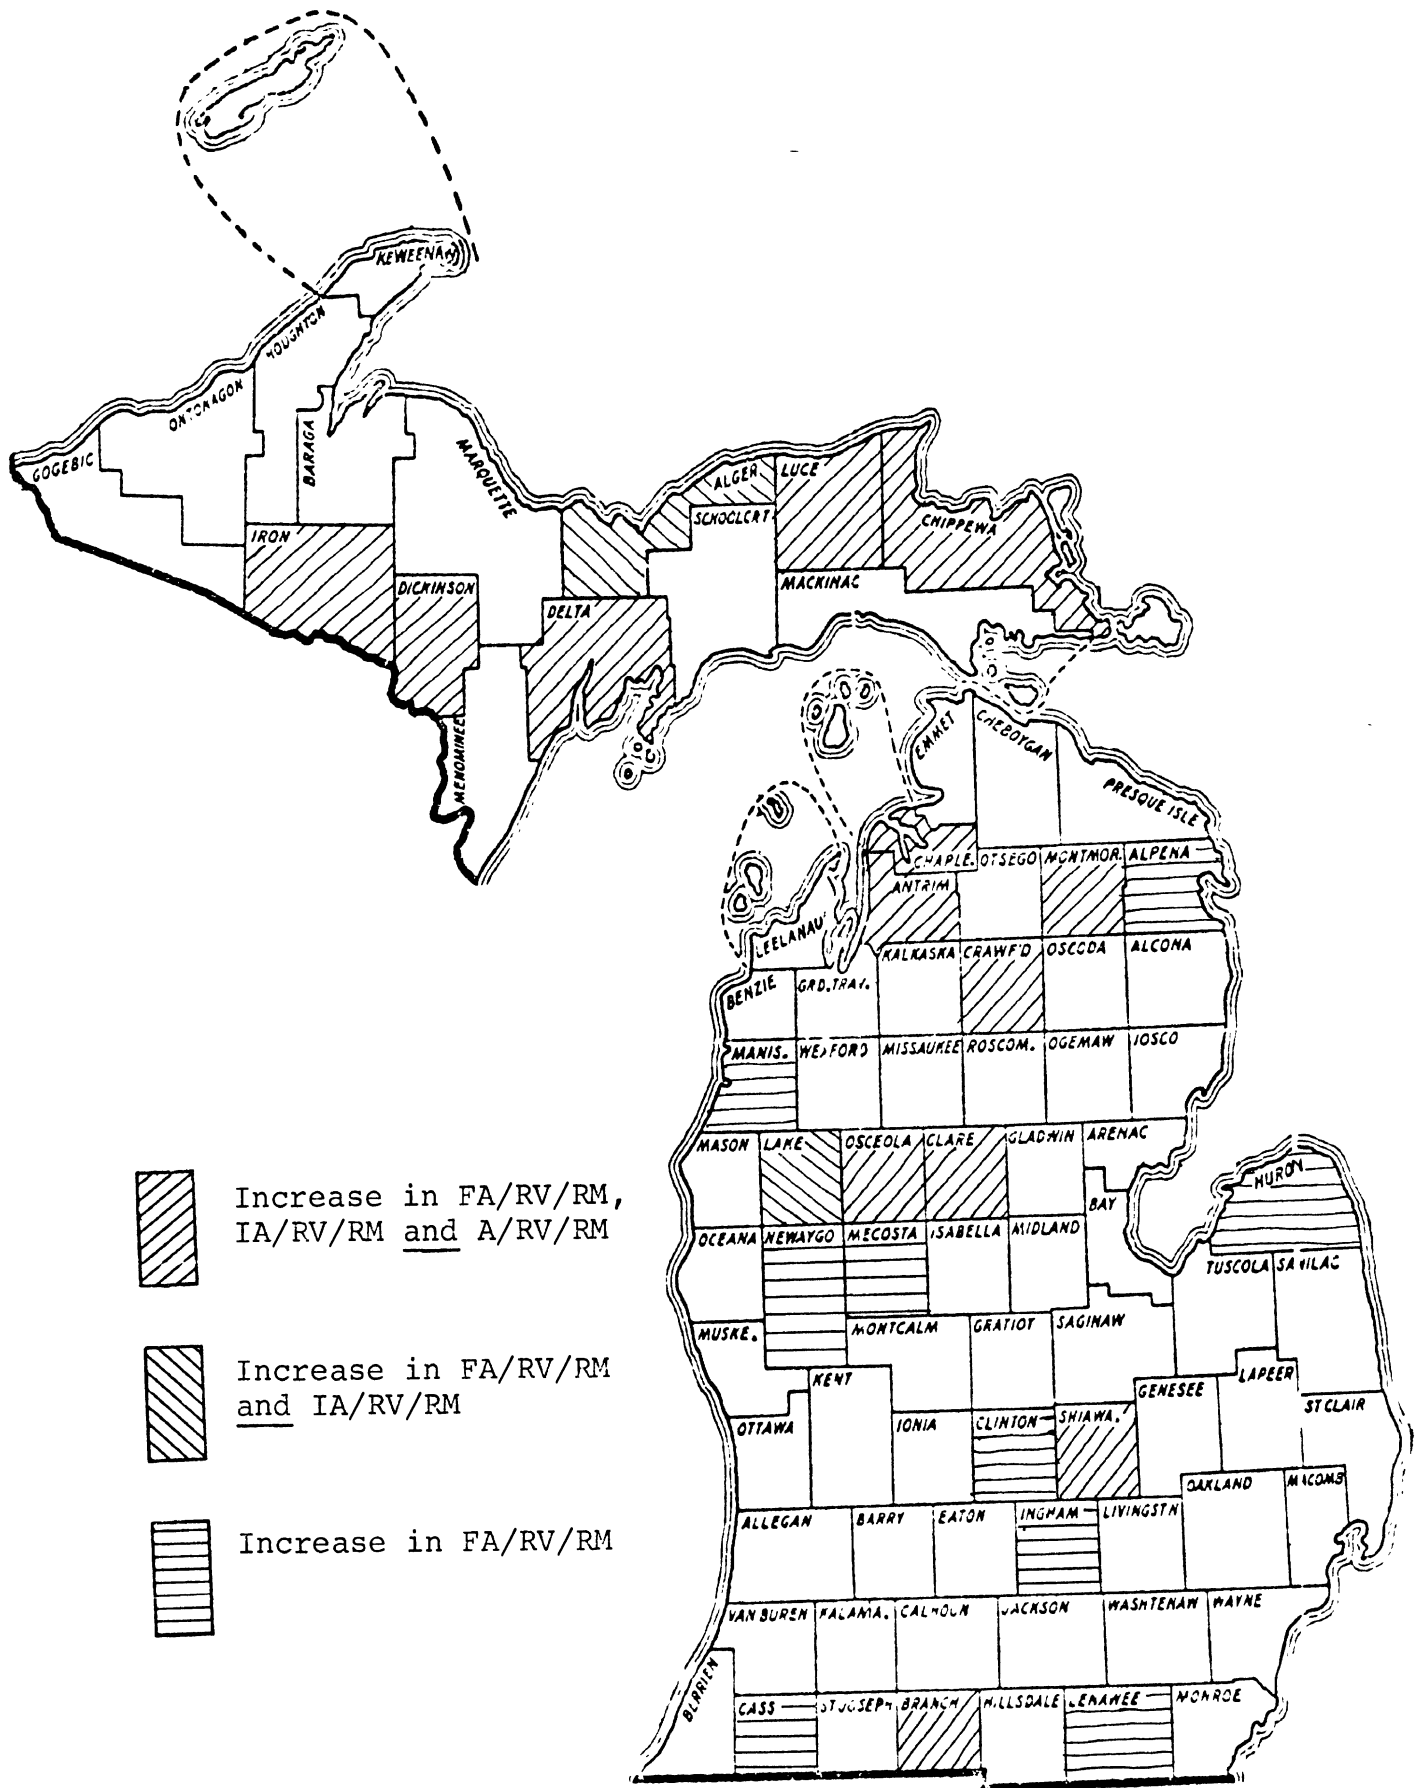 KEWEENAW
HOUGHTON
ONTONAGON
GOGEBIC
BARAGA
MARQUETTE
ALGER
LUCE
SCHOOLCRT.
CHIPPEWA
IRON
DICKINSON
DELTA
MACKINAC
MENOMINEE
EMMET
CHEBOYGAN
PRESQUE ISLE
CHARLE. OTSEGO MONTMOR. ALPENA
ANTRIM
LEELANAU
KALKASKA CRAWF'D OSCODA ALCONA
BENZIE GRD. TRAV.
MANIS. WEXFORD MISSAUKEE ROSCOM. OGEMAW IOSCO
MASON LAKE OSCEOLA CLARE GLADWIN ARENAC
HURON
BAY
OCEANA NEWAYGO MECOSTA ISABELLA MIDLAND
TUSCOLA SANILAC
MUSKE. MONTCALM GRATIOT SAGINAW
KENT GENESEE LAPEER
OTTAWA IONIA CLINTON SHIAWA. ST CLAIR
OAKLAND MACOMB
ALLEGAN BARRY EATON INGHAM LIVINGSTN
VAN BUREN KALAMA. CALHOUN JACKSON WASHTENAW WAYNE
BERRIEN
CASS ST JOSEPH BRANCH HILLSDALE LENAWEE MONROE
Increase in FA/RV/RM,
IA/RV/RM and A/RV/RM
Increase in FA/RV/RM
and IA/RV/RM
Increase in FA/RV/RM